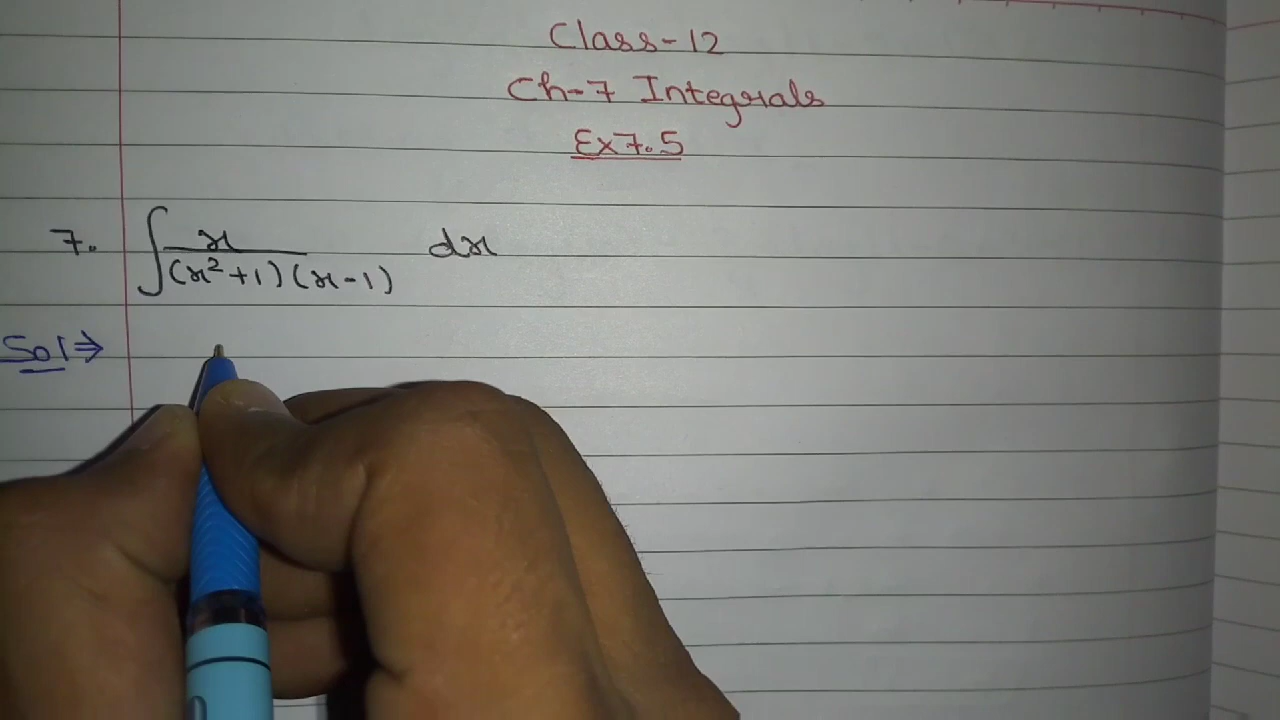 Class-12
Ch-7 Integrals
Ex7.5
7. ∫ x / (x²+1)(x-1) dx
Sol⇒